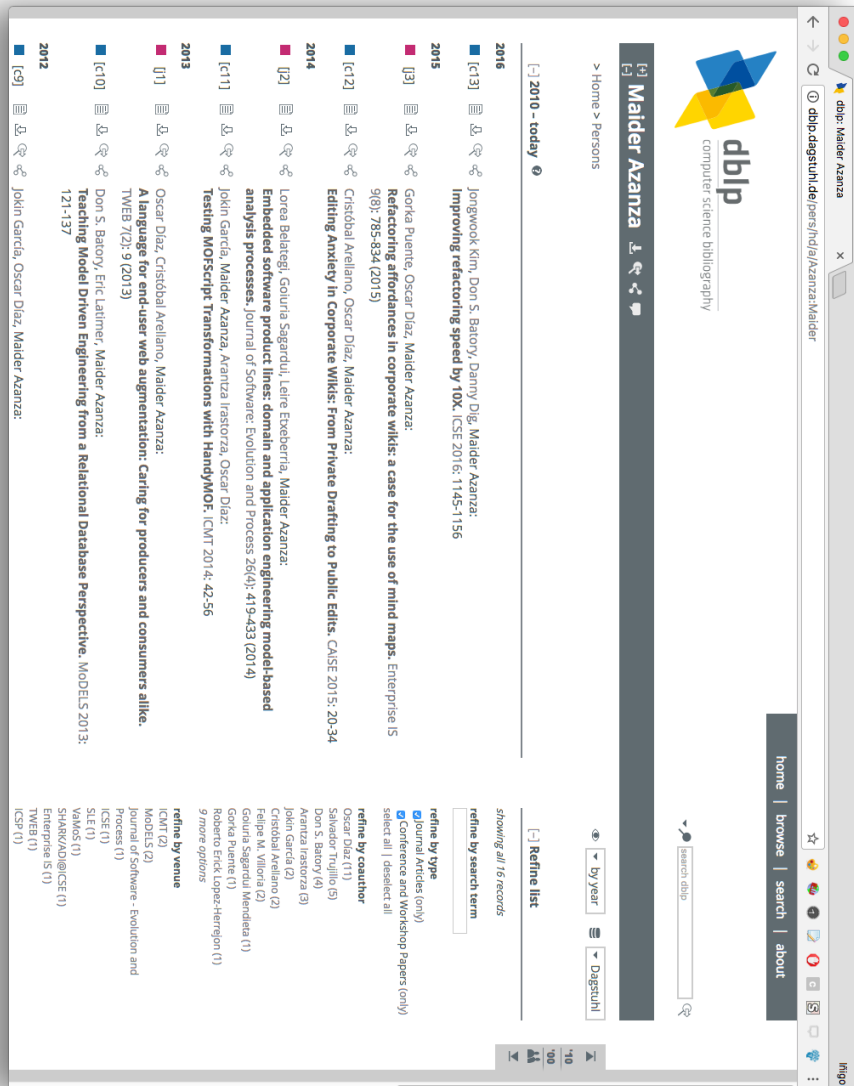 dblp: Maider Azanza
Iñigo
dblp.dagstuhl.de/pers/hd/a/Azanza:Maider
home | browse | search | about
dblp
computer science bibliography
search dblp
[+]
[-] Maider Azanza
> Home > Persons
by year
Dagstuhl
[-] 2010 – today
2016
[c13] Jongwook Kim, Don S. Batory, Danny Dig, Maider Azanza:
Improving refactoring speed by 10X. ICSE 2016: 1145-1156
2015
[j3] Gorka Puente, Oscar Díaz, Maider Azanza:
Refactoring affordances in corporate wikis: a case for the use of mind maps. Enterprise IS
9(8): 785-834 (2015)
[c12] Cristóbal Arellano, Oscar Díaz, Maider Azanza:
Editing Anxiety in Corporate Wikis: From Private Drafting to Public Edits. CAiSE 2015: 20-34
2014
[j2] Lorea Belategi, Goiuria Sagardui, Leire Etxeberria, Maider Azanza:
Embedded software product lines: domain and application engineering model-based
analysis processes. Journal of Software: Evolution and Process 26(4): 419-433 (2014)
[c11] Jokin García, Maider Azanza, Arantza Irastorza, Oscar Díaz:
Testing MOFScript Transformations with HandyMOF. ICMT 2014: 42-56
2013
[j1] Oscar Díaz, Cristóbal Arellano, Maider Azanza:
A language for end-user web augmentation: Caring for producers and consumers alike.
TWEB 7(2): 9 (2013)
[c10] Don S. Batory, Eric Latimer, Maider Azanza:
Teaching Model Driven Engineering from a Relational Database Perspective. MoDELS 2013:
121-137
2012
[c9] Jokin García, Oscar Díaz, Maider Azanza:
[-] Refine list
showing all 16 records
refine by search term
refine by type
Journal Articles (only)
Conference and Workshop Papers (only)
select all | deselect all
refine by coauthor
Oscar Díaz (11)
Salvador Trujillo (5)
Don S. Batory (4)
Arantza Irastorza (3)
Jokin García (2)
Cristóbal Arellano (2)
Felipe M. Villoria (2)
Goiuria Sagardui Mendieta (1)
Gorka Puente (1)
Roberto Erick Lopez-Herrejon (1)
9 more options
refine by venue
ICMT (2)
MoDELS (2)
Journal of Software - Evolution and
Process (1)
ICSE (1)
SLE (1)
VaMoS (1)
SHARK/ADI@ICSE (1)
Enterprise IS (1)
TWEB (1)
ICSP (1)
'10
'00